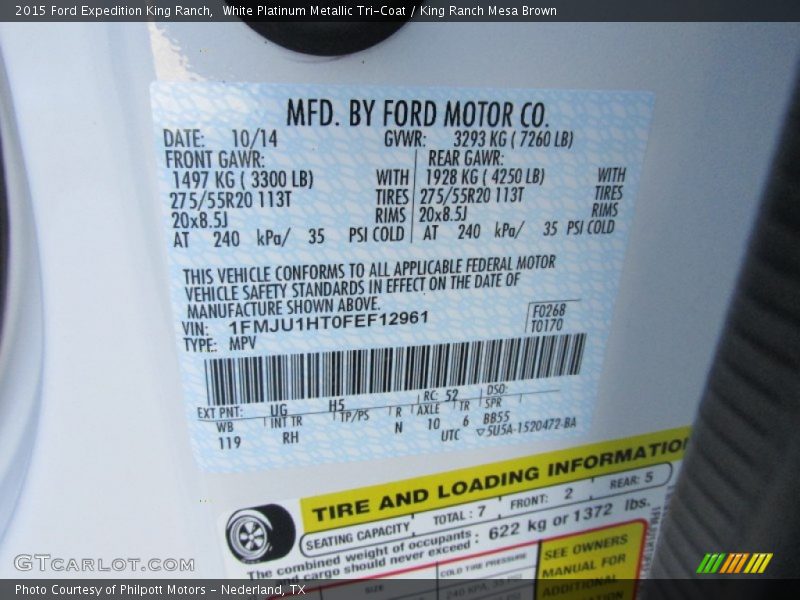 2015 Ford Expedition King Ranch, White Platinum Metallic Tri-Coat / King Ranch Mesa Brown
MFD. BY FORD MOTOR CO.
DATE: 10/14 GVWR: 3293 KG ( 7260 LB)
FRONT GAWR: REAR GAWR:
1497 KG ( 3300 LB) WITH 1928 KG ( 4250 LB) WITH
275/55R20 113T TIRES 275/55R20 113T TIRES
20x8.5J RIMS 20x8.5J RIMS
AT 240 kPa/ 35 PSI COLD AT 240 kPa/ 35 PSI COLD
THIS VEHICLE CONFORMS TO ALL APPLICABLE FEDERAL MOTOR
VEHICLE SAFETY STANDARDS IN EFFECT ON THE DATE OF
MANUFACTURE SHOWN ABOVE.
VIN: 1FMJU1HT0FEF12961 F0268
TYPE: MPV T0170
EXT PNT: UG H5 RC: 52 DSO:
WB INT TR TP/PS R AXLE TR SPR
119 RH N 10 6 BB55
UTC ▽5U5A-1520472-BA
TIRE AND LOADING INFORMATION
SEATING CAPACITY TOTAL : 7 FRONT: 2 REAR: 5
The combined weight of occupants
and cargo should never exceed : 622 kg or 1372 lbs.
SIZE COLD TIRE PRESSURE SEE OWNERS
MANUAL FOR
ADDITIONAL
GTCarlot.com
Photo Courtesy of Philpott Motors - Nederland, TX